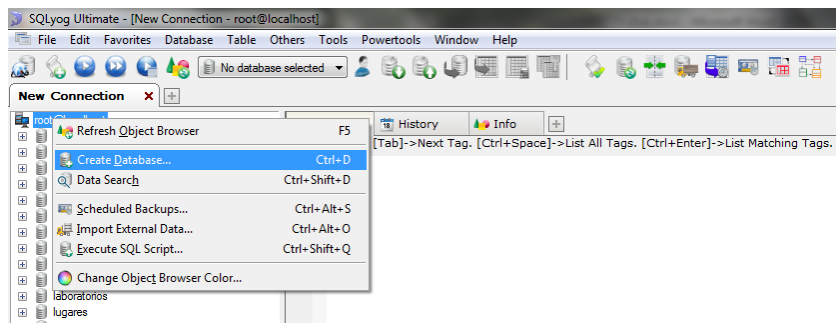 SQLyog Ultimate - [New Connection - root@localhost]
File Edit Favorites Database Table Others Tools Powertools Window Help
No database selected
New Connection
Refresh Object Browser F5
Create Database... Ctrl+D
Data Search Ctrl+Shift+D
Scheduled Backups... Ctrl+Alt+S
Import External Data... Ctrl+Alt+O
Execute SQL Script... Ctrl+Shift+Q
Change Object Browser Color...
laboratorios
lugares
History Info
[Tab]->Next Tag. [Ctrl+Space]->List All Tags. [Ctrl+Enter]->List Matching Tags.